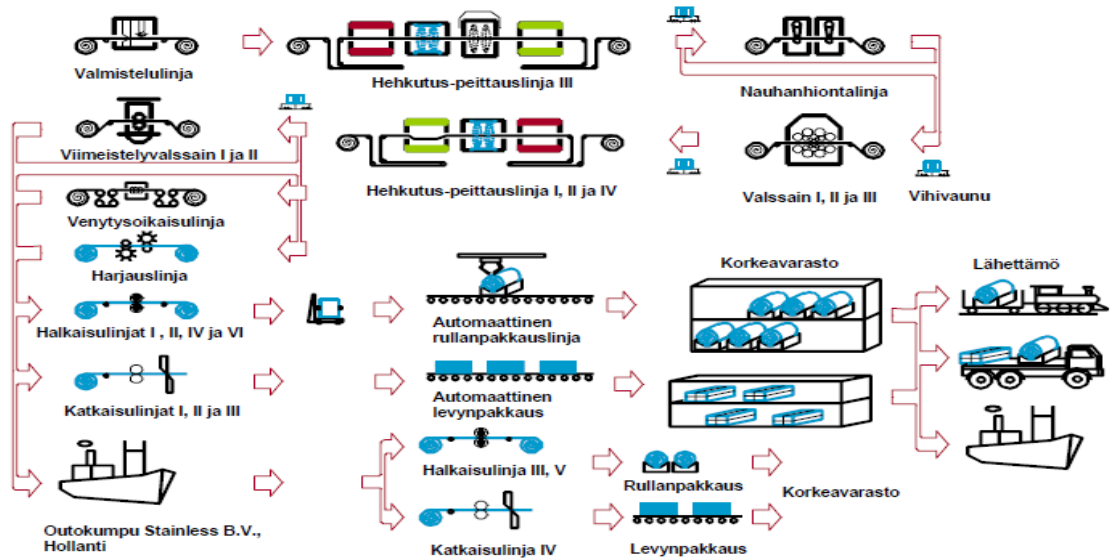 Valmistelulinja
Hehkutus-peittauslinja III
Nauhanhiontalinja
Viimeistelyvalssain I ja II
Hehkutus-peittauslinja I, II ja IV
Valssain I, II ja III
Vihivaunu
Venytysoikaisulinja
Harjauslinja
Korkeavarasto
Lähettämö
Halkaisulinjat I , II, IV ja VI
Automaattinen
rullanpakkauslinja
Katkaisulinjat I, II ja III
Automaattinen
levynpakkaus
Halkaisulinja III, V
Rullanpakkaus
Korkeavarasto
Outokumpu Stainless B.V.,
Hollanti
Katkaisulinja IV
Levynpakkaus